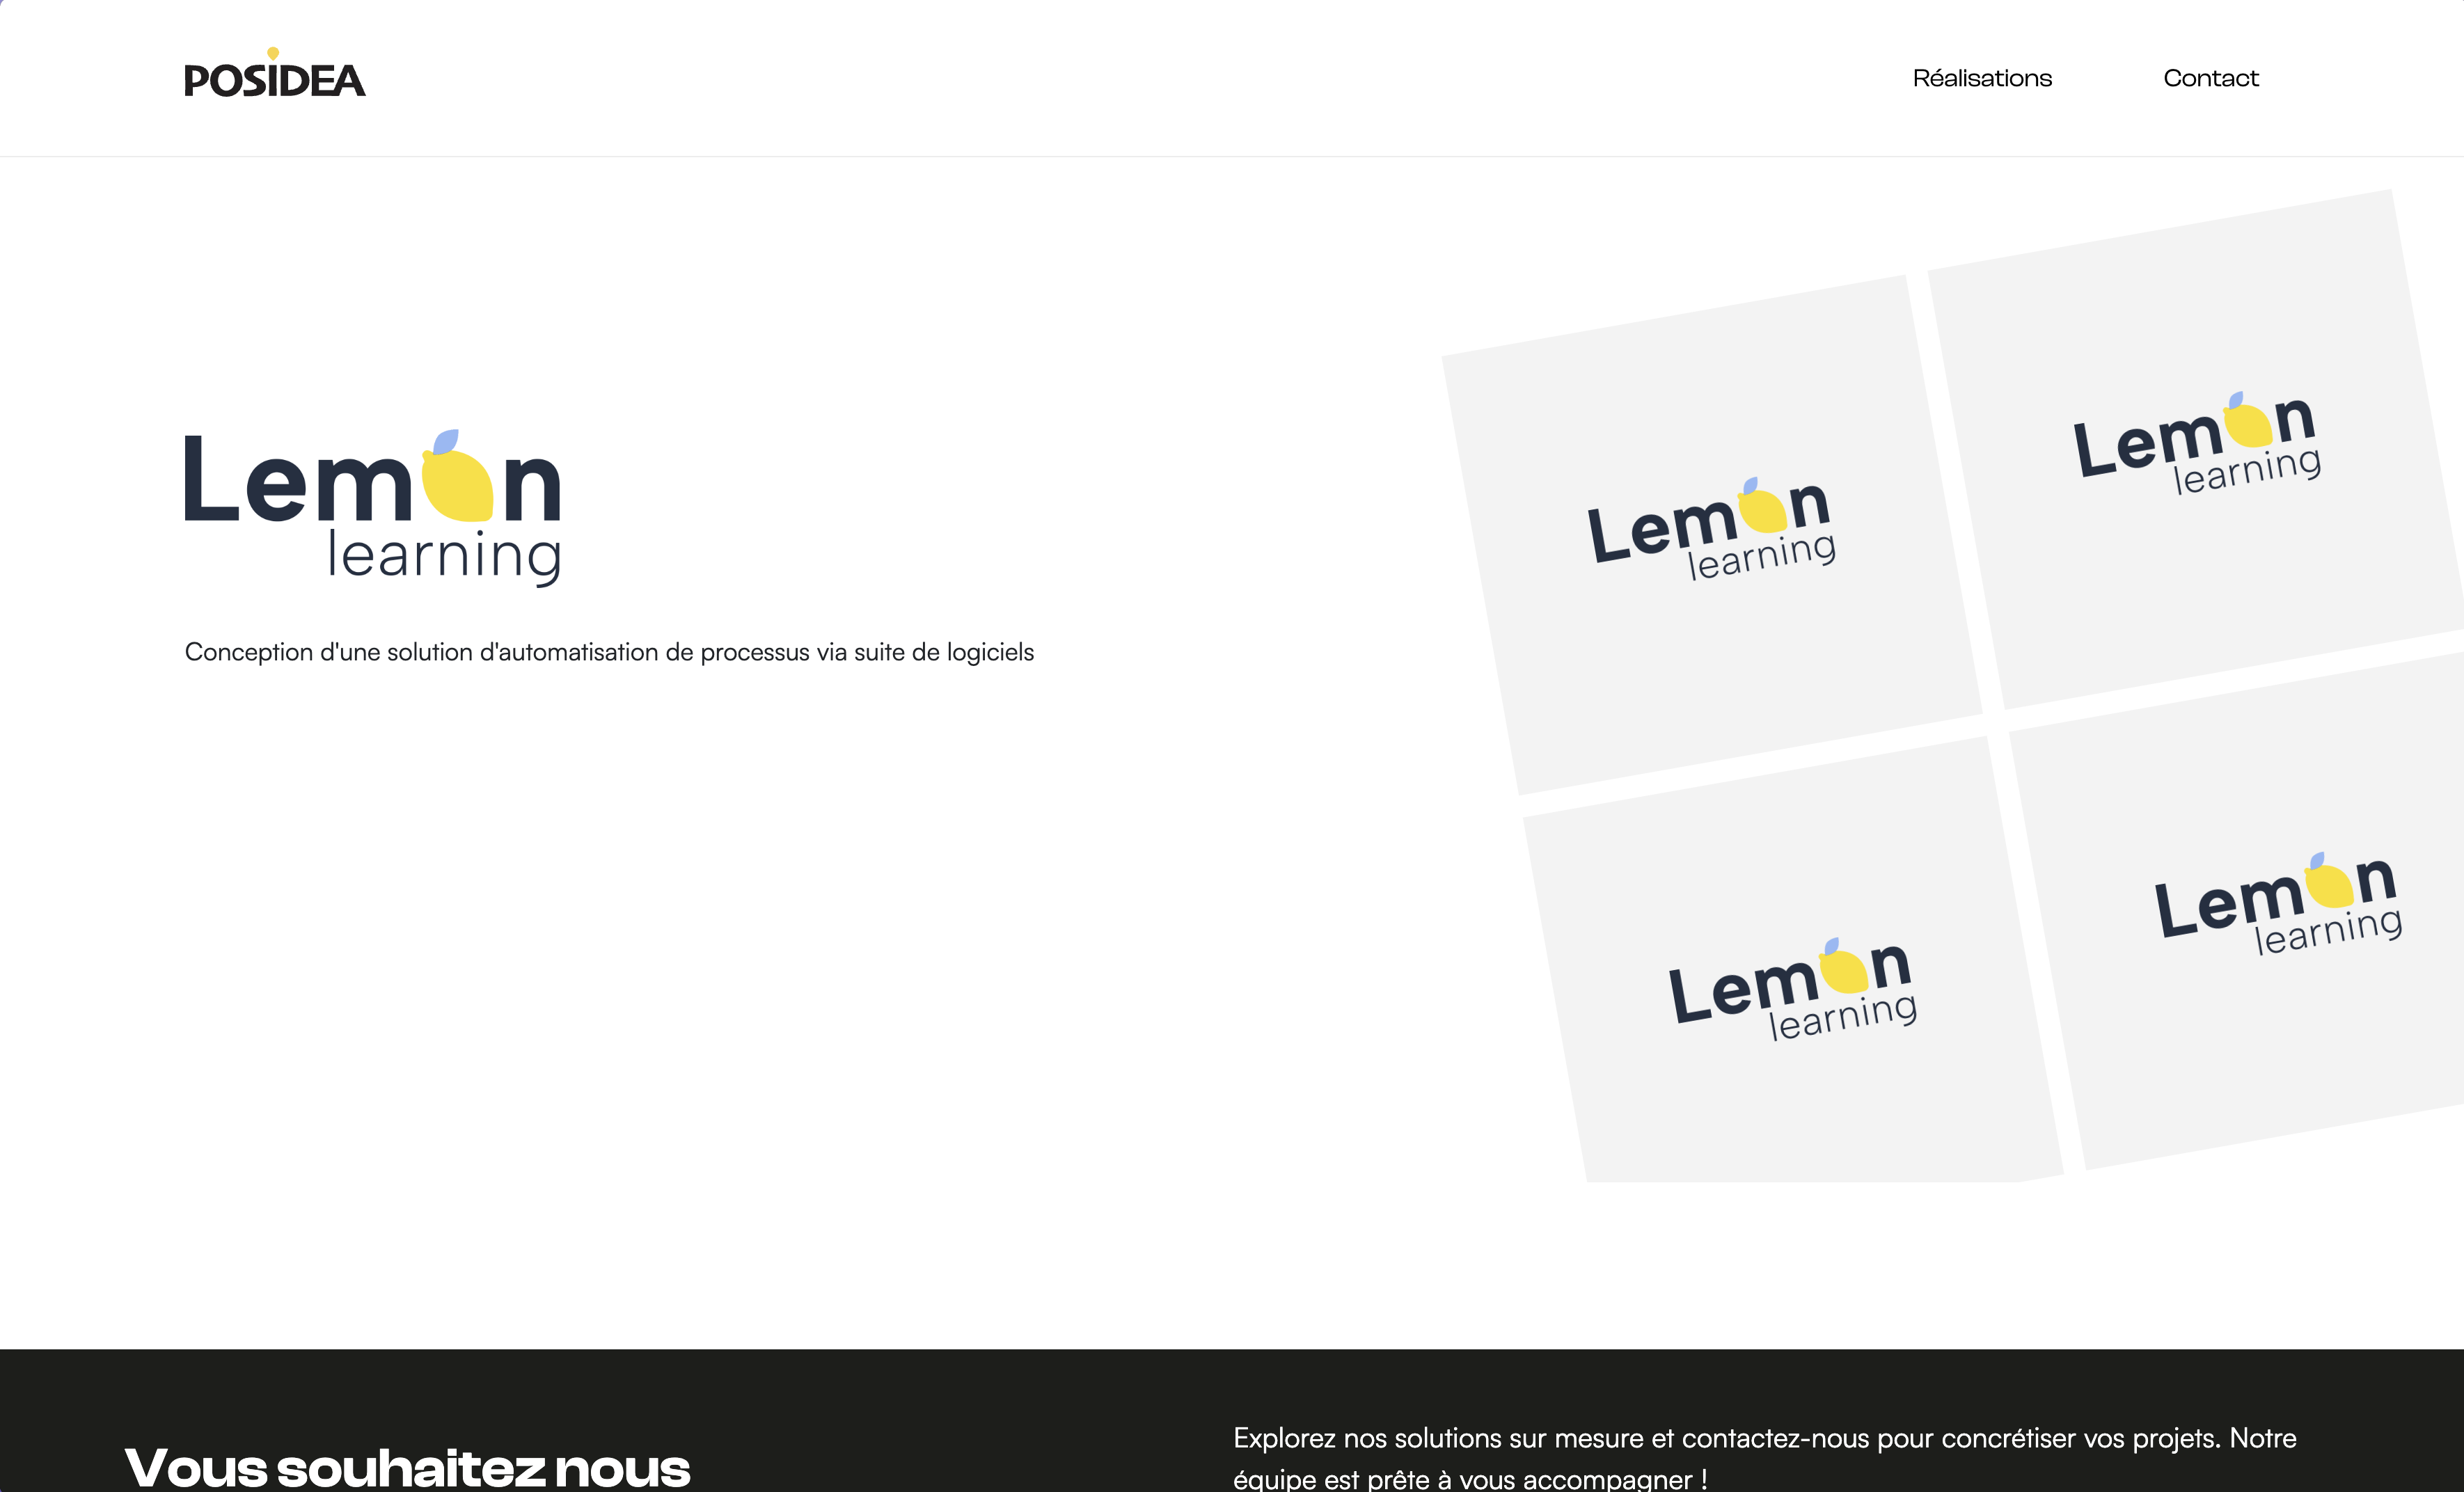 POSIDEA
Réalisations
Contact
Lemon
learning
Conception d'une solution d'automatisation de processus via suite de logiciels
Lemon
learning
Lemon
learning
Lemon
learning
Lemon
learning
Vous souhaitez nous
Explorez nos solutions sur mesure et contactez-nous pour concrétiser vos projets. Notre
équipe est prête à vous accompagner !